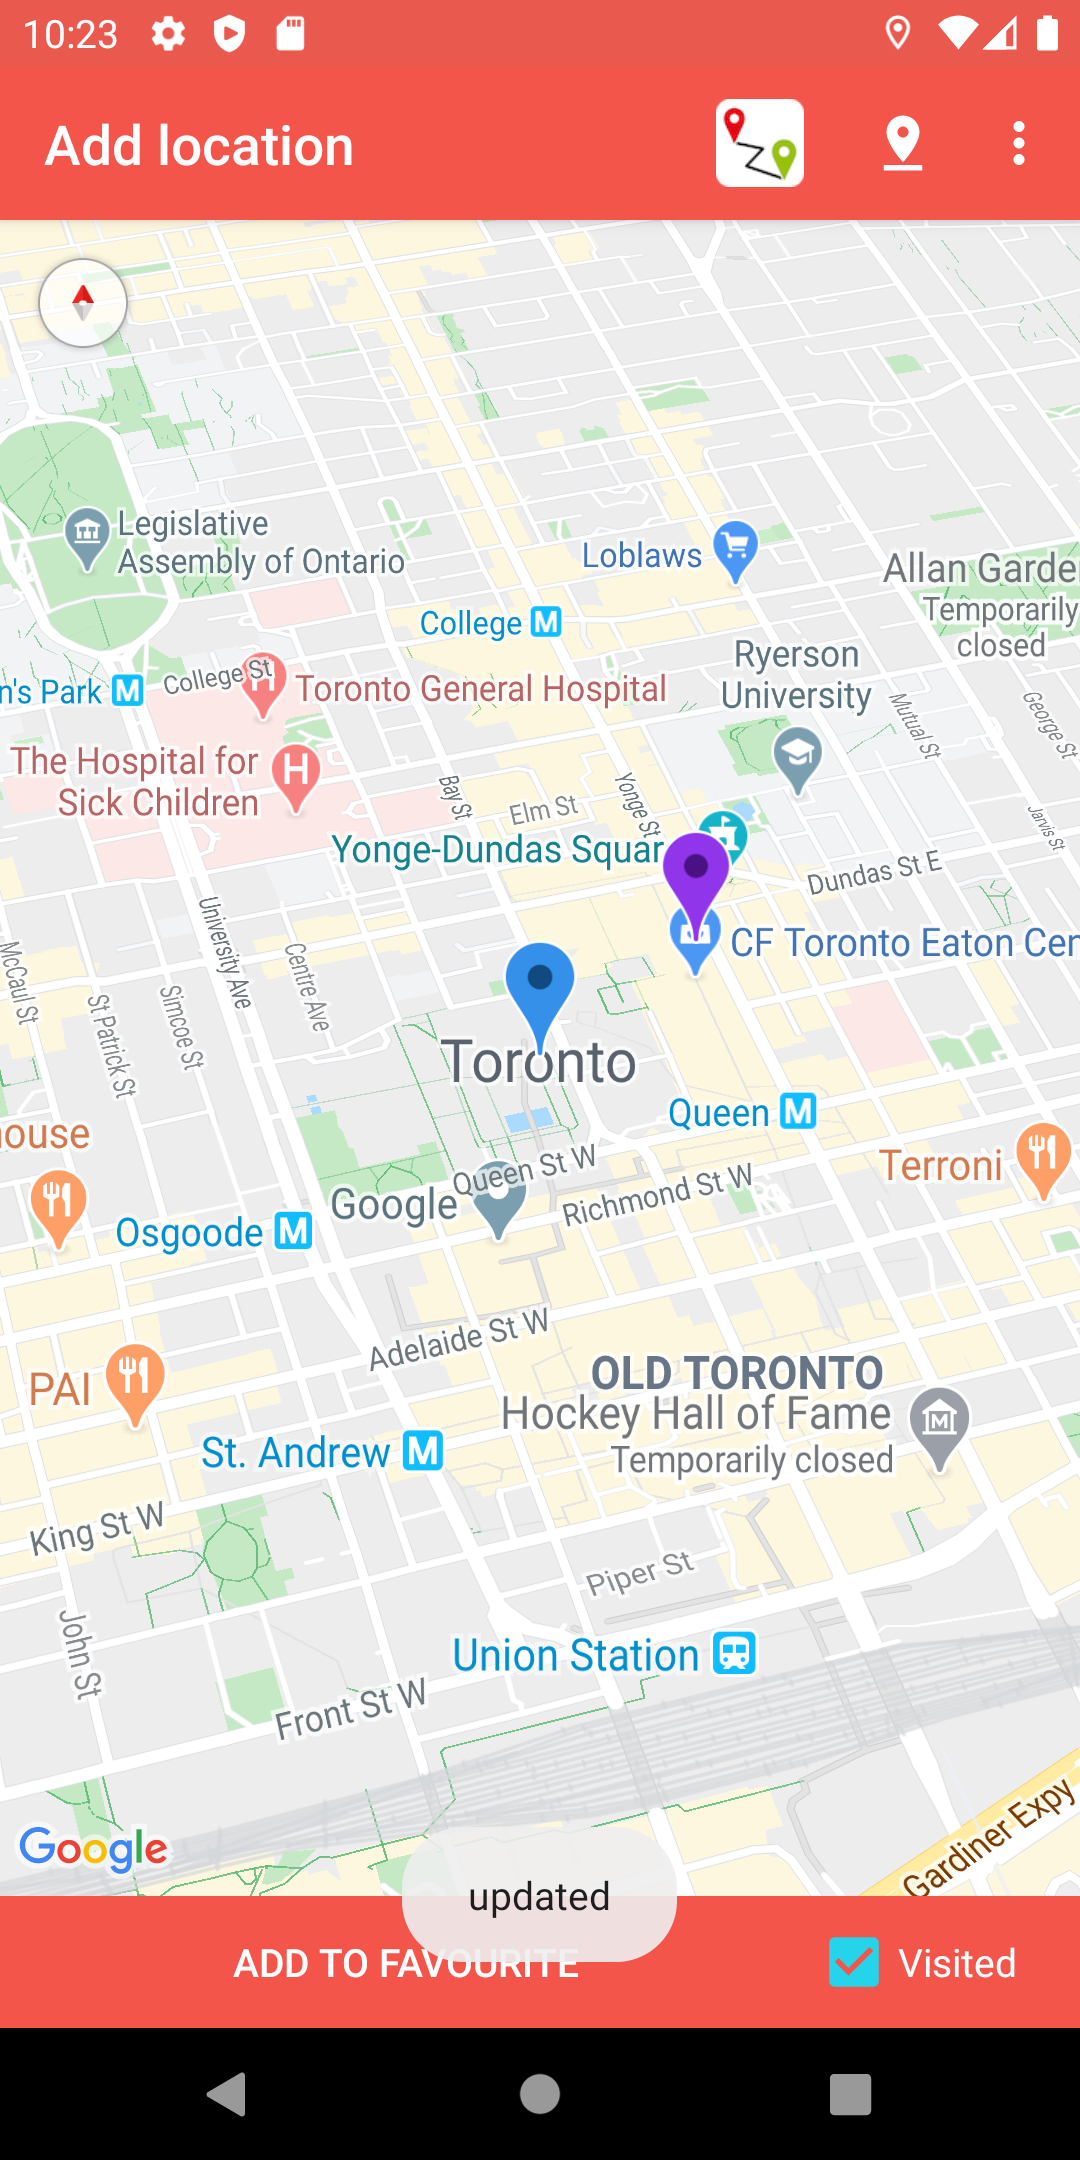 10:23
Add location
Legislative
Assembly of Ontario
Loblaws
Allan Garde
Temporarily
closed
College
Ryerson
University
n's Park
College St
Toronto General Hospital
Mutual St
George St
The Hospital for
Sick Children
Bay St
Elm St
Yonge St
Jarvis St
Yonge-Dundas Squar
Dundas St E
University Ave
CF Toronto Eaton Cen
McCaul St
St Patrick St
Simcoe St
Centre Ave
Toronto
Queen
ouse
Queen St W
Terroni
Google
Richmond St W
Osgoode
Adelaide St W
PAI
OLD TORONTO
Hockey Hall of Fame
Temporarily closed
St. Andrew
King St W
Piper St
John St
Union Station
Front St W
Gardiner Expy
Google
updated
ADD TO FAVOURITE
Visited